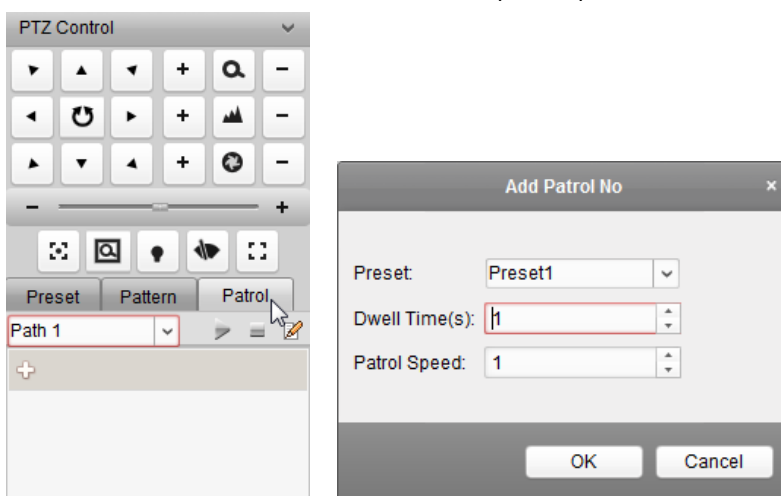 PTZ Control
+ −
+ −
+ −
− +
Preset Pattern Patrol
Path 1
Add Patrol No ×
Preset: Preset1
Dwell Time(s): 1
Patrol Speed: 1
OK Cancel